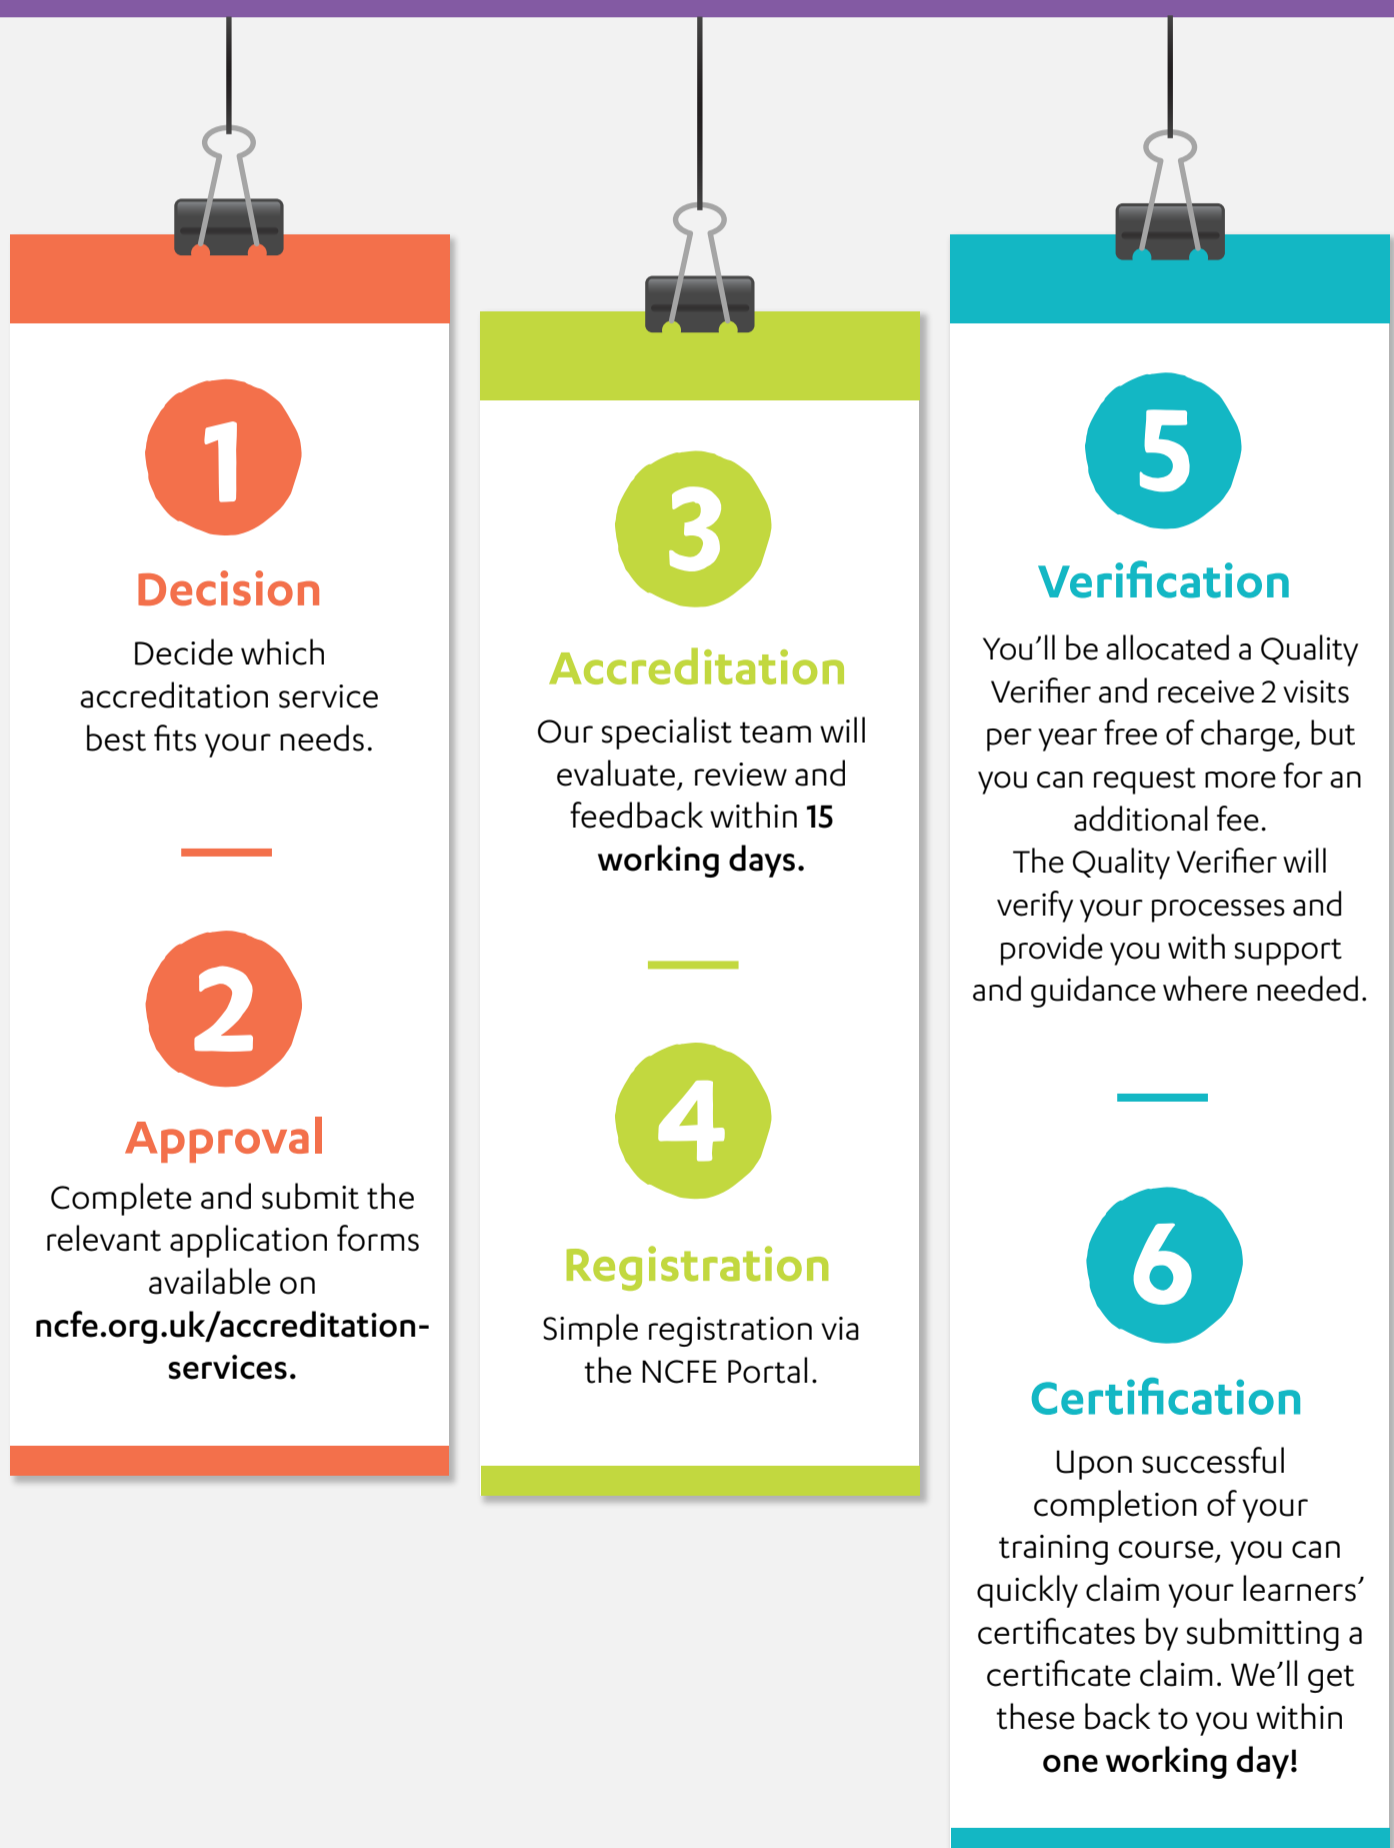 1
Decision
Decide which
accreditation service
best fits your needs.
2
Approval
Complete and submit the
relevant application forms
available on
ncfe.org.uk/accreditation-
services.
3
Accreditation
Our specialist team will
evaluate, review and
feedback within 15
working days.
4
Registration
Simple registration via
the NCFE Portal.
5
Verification
You’ll be allocated a Quality
Verifier and receive 2 visits
per year free of charge, but
you can request more for an
additional fee.
The Quality Verifier will
verify your processes and
provide you with support
and guidance where needed.
6
Certification
Upon successful
completion of your
training course, you can
quickly claim your learners’
certificates by submitting a
certificate claim. We’ll get
these back to you within
one working day!